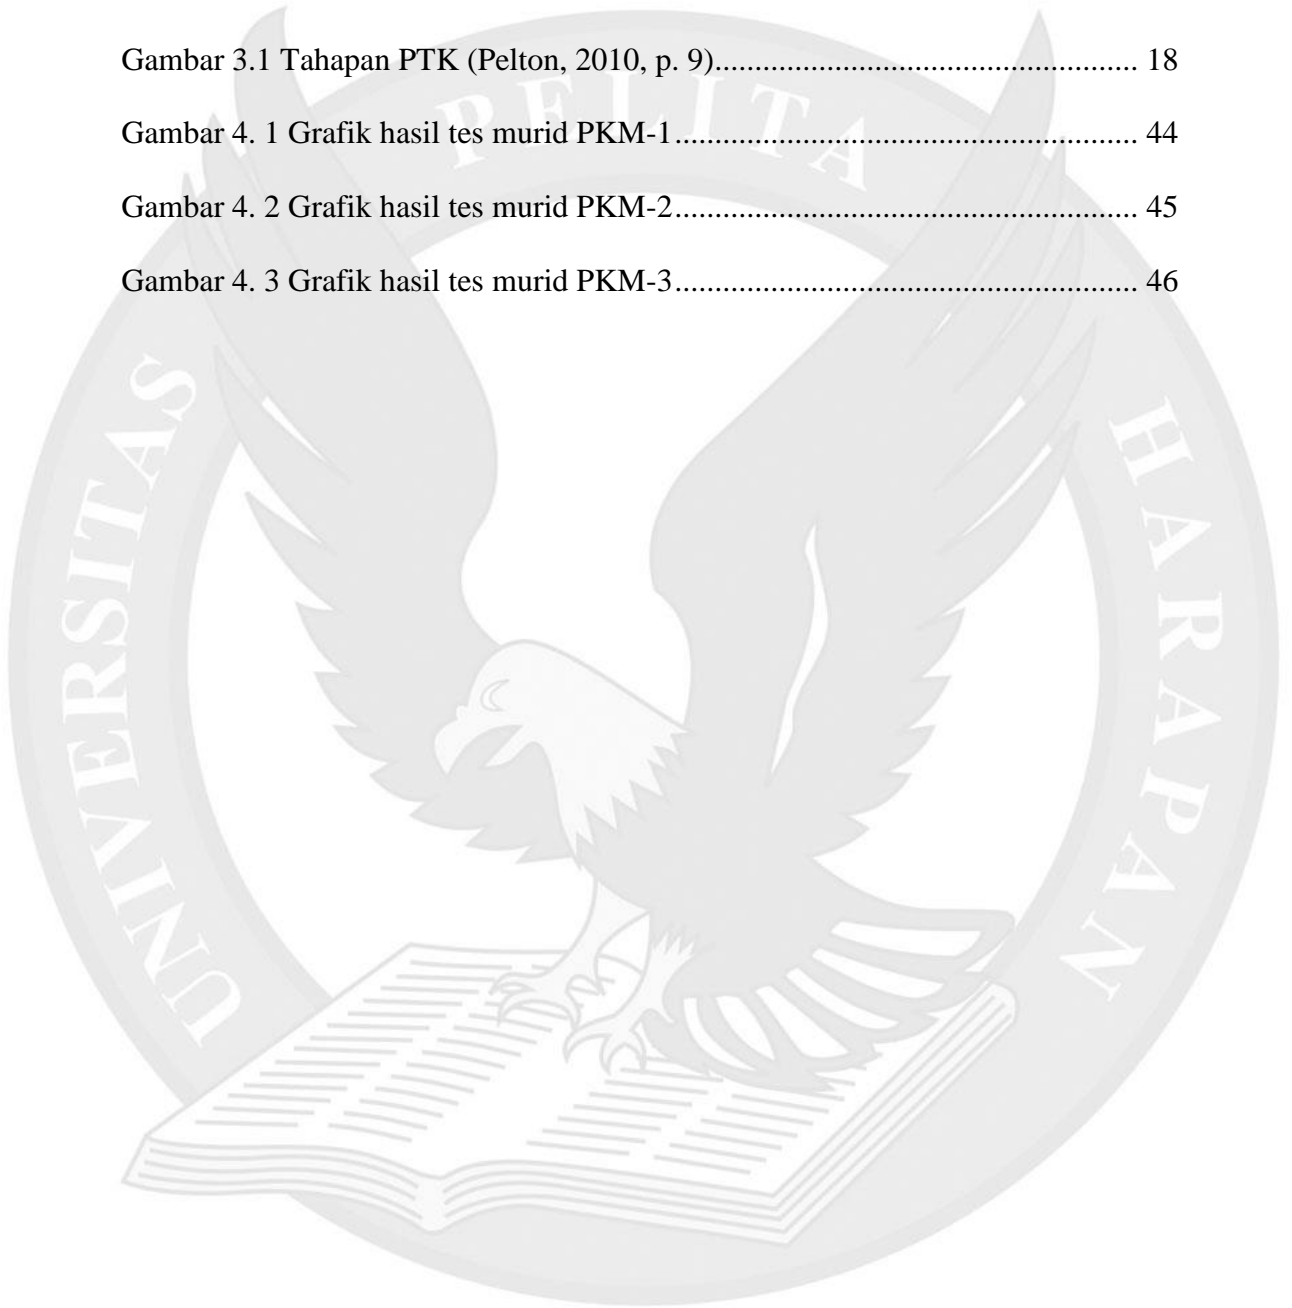 Gambar 3.1 Tahapan PTK (Pelton, 2010, p. 9)..................................................... 18
Gambar 4. 1 Grafik hasil tes murid PKM-1.......................................................... 44
Gambar 4. 2 Grafik hasil tes murid PKM-2.......................................................... 45
Gambar 4. 3 Grafik hasil tes murid PKM-3.......................................................... 46
UNIVERSITAS PELITA HARAPAN